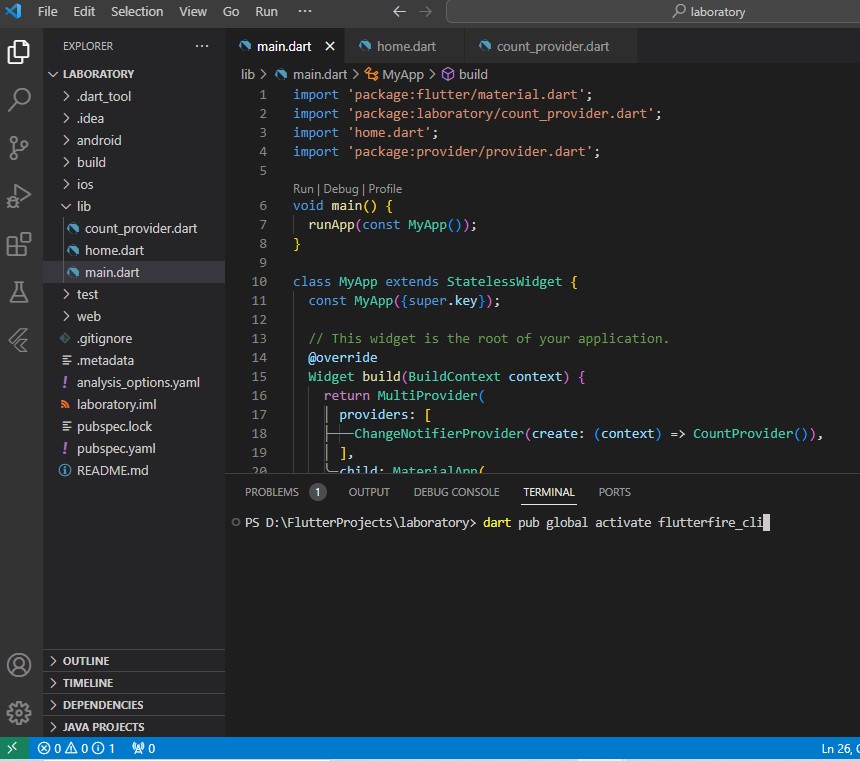 File Edit Selection View Go Run ··· ← → laboratory
EXPLORER ···
LABORATORY
.dart_tool
.idea
android
build
ios
lib
count_provider.dart
home.dart
main.dart
test
web
.gitignore
.metadata
! analysis_options.yaml
laboratory.iml
pubspec.lock
! pubspec.yaml
README.md
OUTLINE
TIMELINE
DEPENDENCIES
JAVA PROJECTS
main.dart × home.dart count_provider.dart
lib > main.dart > MyApp > build
1 import 'package:flutter/material.dart';
2 import 'package:laboratory/count_provider.dart';
3 import 'home.dart';
4 import 'package:provider/provider.dart';
5
Run | Debug | Profile
6 void main() {
7 runApp(const MyApp());
8 }
9
10 class MyApp extends StatelessWidget {
11 const MyApp({super.key});
12
13 // This widget is the root of your application.
14 @override
15 Widget build(BuildContext context) {
16 return MultiProvider(
17 providers: [
18 ChangeNotifierProvider(create: (context) => CountProvider()),
19 ],
20 child: MaterialApp(
PROBLEMS 1 OUTPUT DEBUG CONSOLE TERMINAL PORTS
PS D:\FlutterProjects\laboratory> dart pub global activate flutterfire_cli
0 0 1 0 Ln 26,